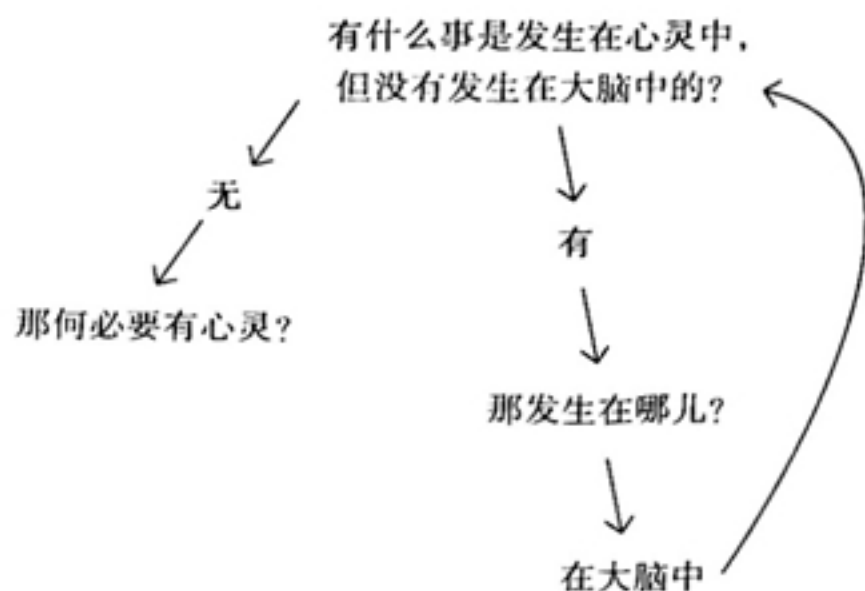 有什么事是发生在心灵中，
但没有发生在大脑中的？
无
有
那何必要有心灵？
那发生在哪儿？
在大脑中